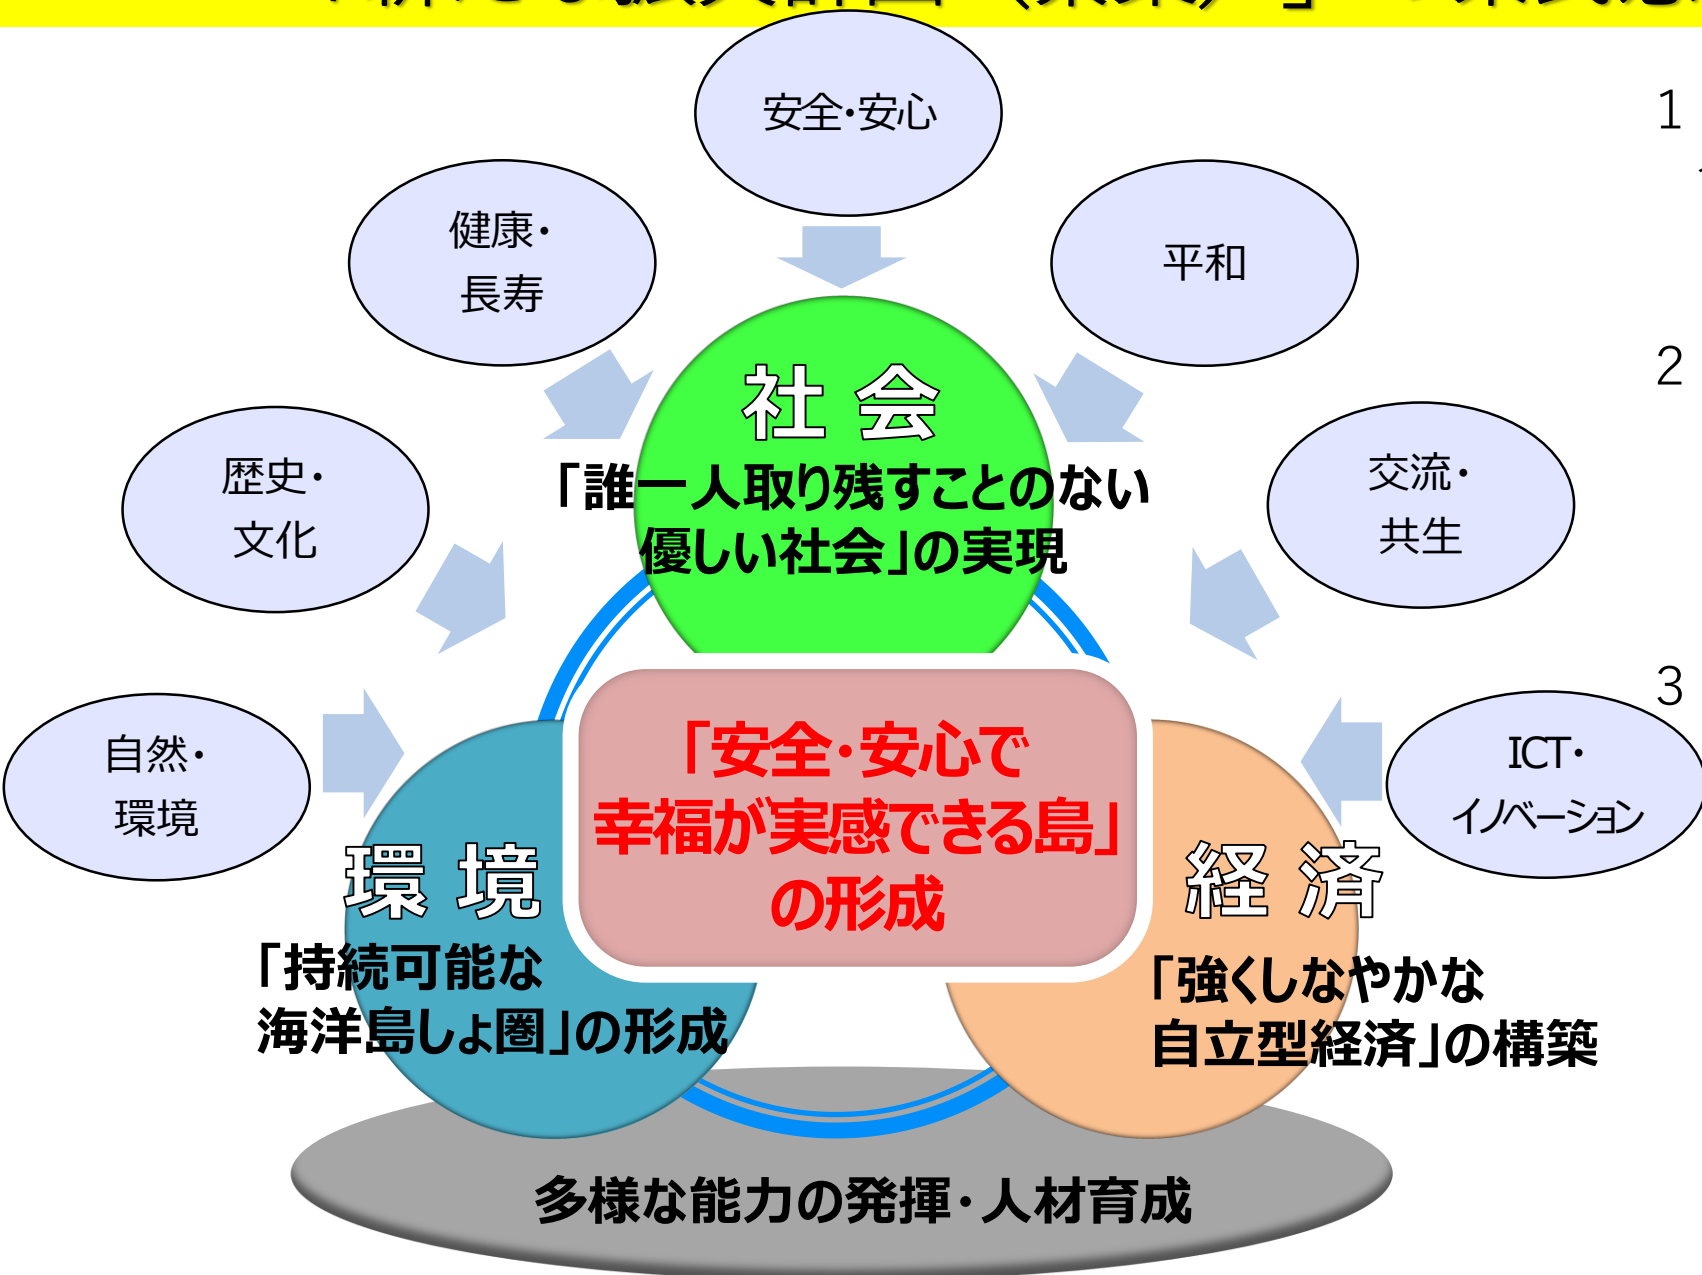 安全・安心
1
健康・
長寿
平和
2
社 会
「誰一人取り残すことのない
優しい社会」の実現
歴史・
文化
交流・
共生
3
自然・
環境
ICT・
イノベーション
「安全・安心で
幸福が実感できる島」
の形成
環 境
「持続可能な
海洋島しょ圏」の形成
経 済
「強くしなやかな
自立型経済」の構築
多様な能力の発揮・人材育成